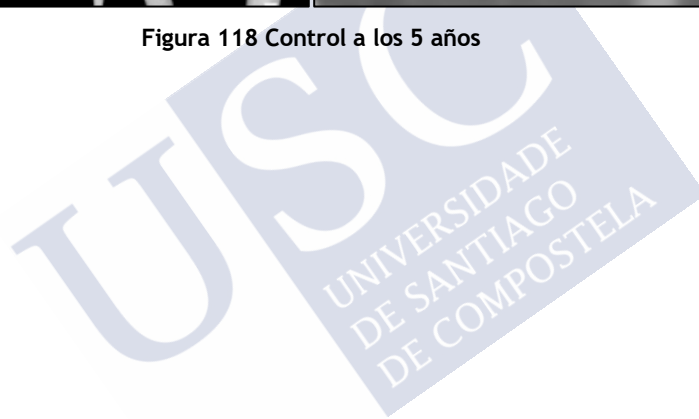 Figura 118 Control a los 5 años
USC
UNIVERSIDADE
DE SANTIAGO
DE COMPOSTELA